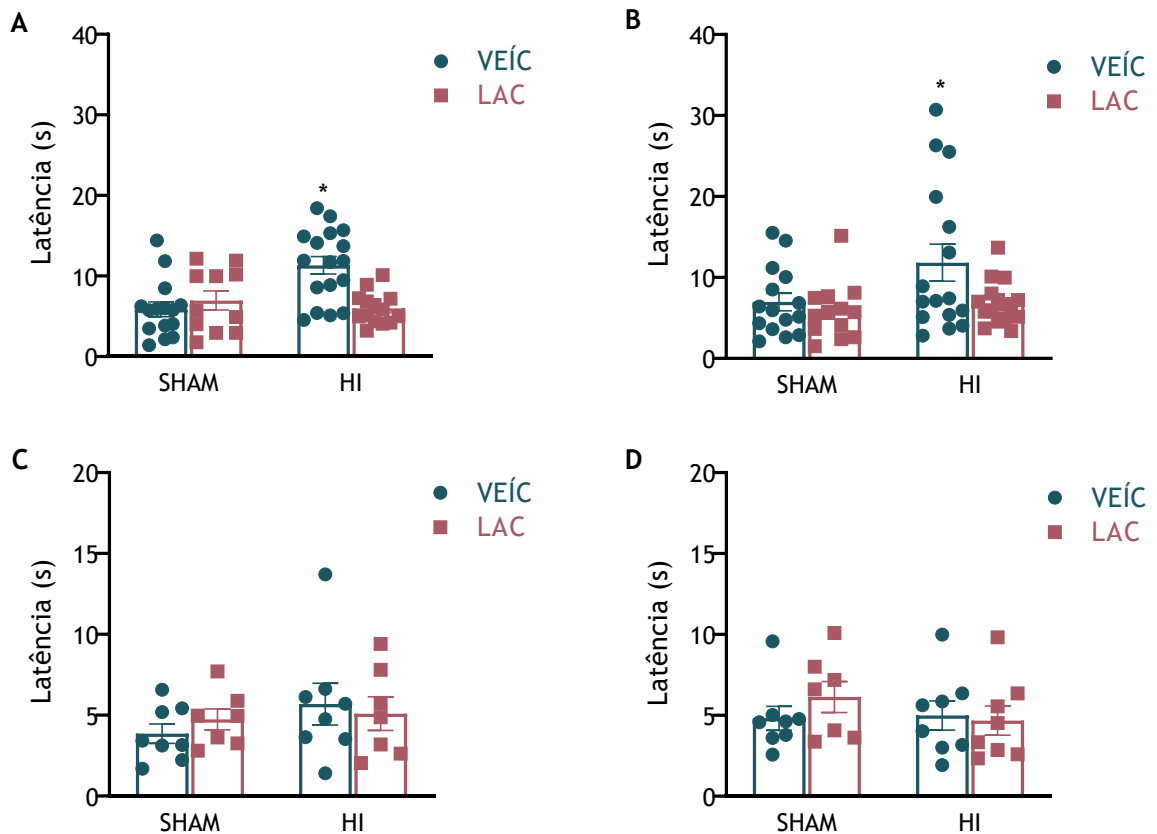 A
Latência (s)
40
30
20
10
0
*
VEÍC
LAC
SHAM HI
B
Latência (s)
40
30
20
10
0
*
VEÍC
LAC
SHAM HI
C
Latência (s)
20
15
10
5
0
VEÍC
LAC
SHAM HI
D
Latência (s)
20
15
10
5
0
VEÍC
LAC
SHAM HI